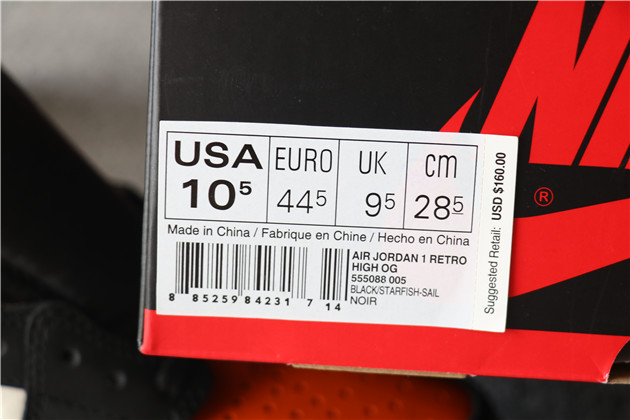 NIKE
®
USA EURO UK cm
10⁵ 44⁵ 9⁵ 28⁵
Made in China / Fabrique en Chine / Hecho en China
AIR JORDAN 1 RETRO
HIGH OG
555088 005
BLACK/STARFISH-SAIL
NOIR
8 85259 84231 7 14
Suggested Retail: USD $160.00